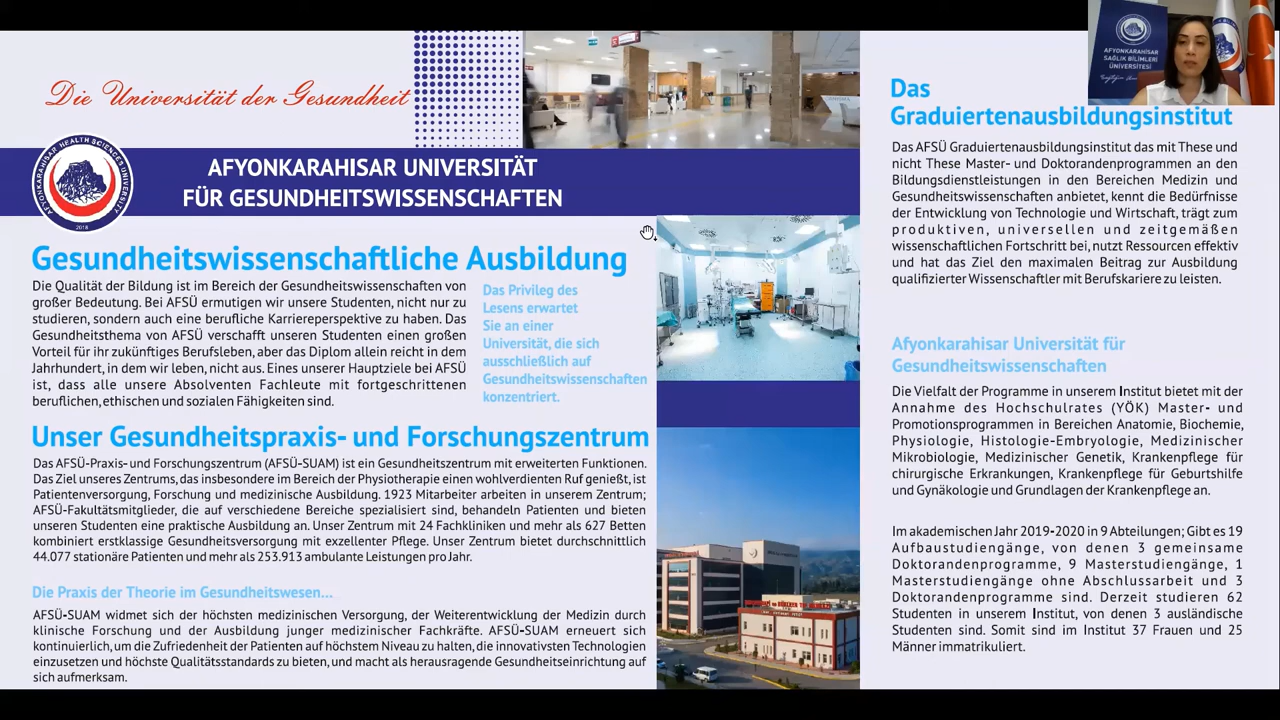 Die Universität der Gesundheit
AFYONKARAHISAR HEALTH SCIENCES UNIVERSITY
2018
AFYONKARAHISAR UNIVERSITÄT
FÜR GESUNDHEITSWISSENSCHAFTEN
Gesundheitswissenschaftliche Ausbildung
Die Qualität der Bildung ist im Bereich der Gesundheitswissenschaften von
großer Bedeutung. Bei AFSÜ ermutigen wir unsere Studenten, nicht nur zu
studieren, sondern auch eine berufliche Karriereperspektive zu haben. Das
Gesundheitsthema von AFSÜ verschafft unseren Studenten einen großen
Vorteil für ihr zukünftiges Berufsleben, aber das Diplom allein reicht in dem
Jahrhundert, in dem wir leben, nicht aus. Eines unserer Hauptziele bei AFSÜ
ist, dass alle unsere Absolventen Fachleute mit fortgeschrittenen
beruflichen, ethischen und sozialen Fähigkeiten sind.
Das Privileg des
Lesens erwartet
Sie an einer
Universität, die sich
ausschließlich auf
Gesundheitswissenschaften
konzentriert.
Unser Gesundheitspraxis- und Forschungszentrum
Das AFSÜ-Praxis- und Forschungszentrum (AFSÜ-SUAM) ist ein Gesundheitszentrum mit erweiterten Funktionen.
Das Ziel unseres Zentrums, das insbesondere im Bereich der Physiotherapie einen wohlverdienten Ruf genießt, ist
Patientenversorgung, Forschung und medizinische Ausbildung. 1923 Mitarbeiter arbeiten in unserem Zentrum;
AFSÜ-Fakultätsmitglieder, die auf verschiedene Bereiche spezialisiert sind, behandeln Patienten und bieten
unseren Studenten eine praktische Ausbildung an. Unser Zentrum mit 24 Fachkliniken und mehr als 627 Betten
kombiniert erstklassige Gesundheitsversorgung mit exzellenter Pflege. Unser Zentrum bietet durchschnittlich
44.077 stationäre Patienten und mehr als 253.913 ambulante Leistungen pro Jahr.
Die Praxis der Theorie im Gesundheitswesen...
AFSÜ-SUAM widmet sich der höchsten medizinischen Versorgung, der Weiterentwicklung der Medizin durch
klinische Forschung und der Ausbildung junger medizinischer Fachkräfte. AFSÜ-SUAM erneuert sich
kontinuierlich, um die Zufriedenheit der Patienten auf höchstem Niveau zu halten, die innovativsten Technologien
einzusetzen und höchste Qualitätsstandards zu bieten, und macht als herausragende Gesundheitseinrichtung auf
sich aufmerksam.
Das
Graduiertenausbildungsinstitut
Das AFSÜ Graduiertenausbildungsinstitut das mit These und
nicht These Master- und Doktorandenprogrammen an den
Bildungsdienstleistungen in den Bereichen Medizin und
Gesundheitswissenschaften anbietet, kennt die Bedürfnisse
der Entwicklung von Technologie und Wirtschaft, trägt zum
produktiven, universellen und zeitgemäßen
wissenschaftlichen Fortschritt bei, nutzt Ressourcen effektiv
und hat das Ziel den maximalen Beitrag zur Ausbildung
qualifizierter Wissenschaftler mit Berufskariere zu leisten.
Afyonkarahisar Universität für
Gesundheitswissenschaften
Die Vielfalt der Programme in unserem Institut bietet mit der
Annahme des Hochschulrates (YÖK) Master- und
Promotionsprogrammen in Bereichen Anatomie, Biochemie,
Physiologie, Histologie-Embryologie, Medizinischer
Mikrobiologie, Medizinischer Genetik, Krankenpflege für
chirurgische Erkrankungen, Krankenpflege für Geburtshilfe
und Gynäkologie und Grundlagen der Krankenpflege an.
Im akademischen Jahr 2019-2020 in 9 Abteilungen; Gibt es 19
Aufbaustudiengänge, von denen 3 gemeinsame
Doktorandenprogramme, 9 Masterstudiengänge, 1
Masterstudiengänge ohne Abschlussarbeit und 3
Doktorandenprogramme sind. Derzeit studieren 62
Studenten in unserem Institut, von denen 3 ausländische
Studenten sind. Somit sind im Institut 37 Frauen und 25
Männer immatrikuliert.
AFYONKARAHİSAR
SAĞLIK BİLİMLERİ
ÜNİVERSİTESİ